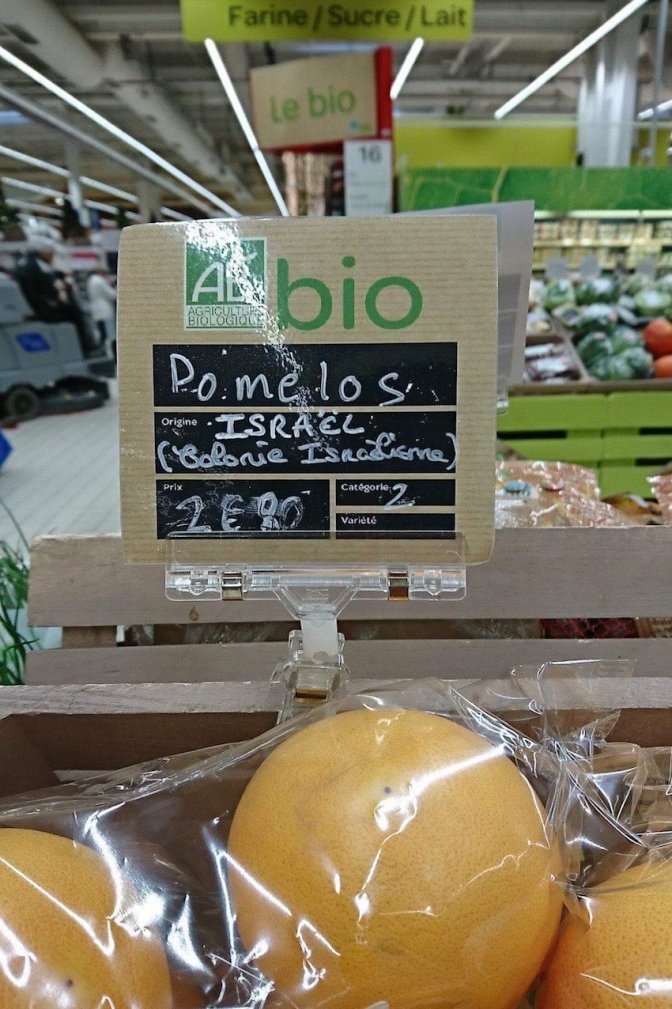 Farine / Sucre / Lait
Le bio
16
AB
AGRICULTURE
BIOLOGIQUE
bio
Pomelos
Origine ISRAËL
(Colonie Israëlienne)
Prix
2€80
Catégorie 2
Variété